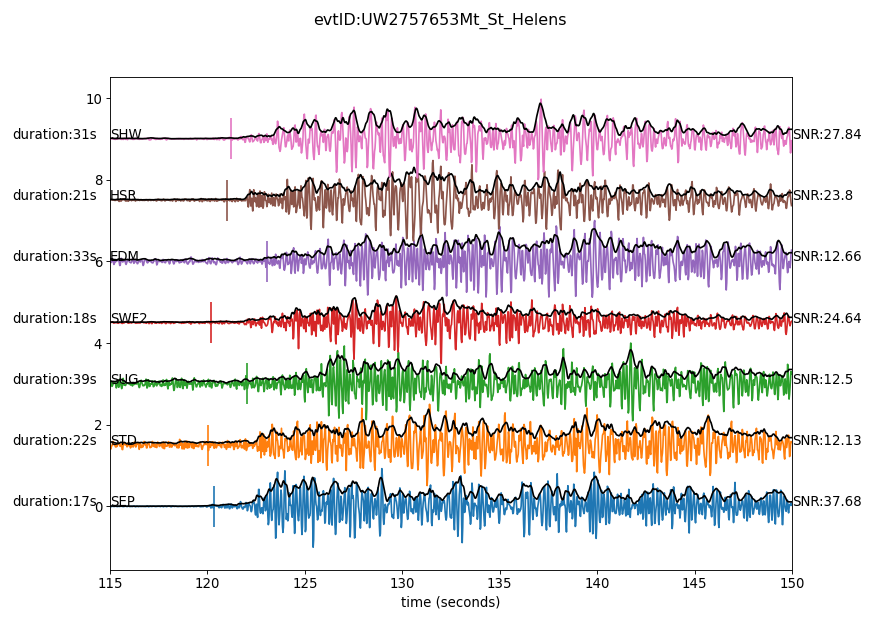 evtID:UW2757653Mt_St_Helens
10
duration:31s SHW SNR:27.84
8
duration:21s HSR SNR:23.8
duration:33s EDM SNR:12.66
6
duration:18s SWF2 SNR:24.64
4
duration:39s SUG SNR:12.5
2
duration:22s STD SNR:12.13
duration:17s SEP SNR:37.68
0
115 120 125 130 135 140 145 150
time (seconds)